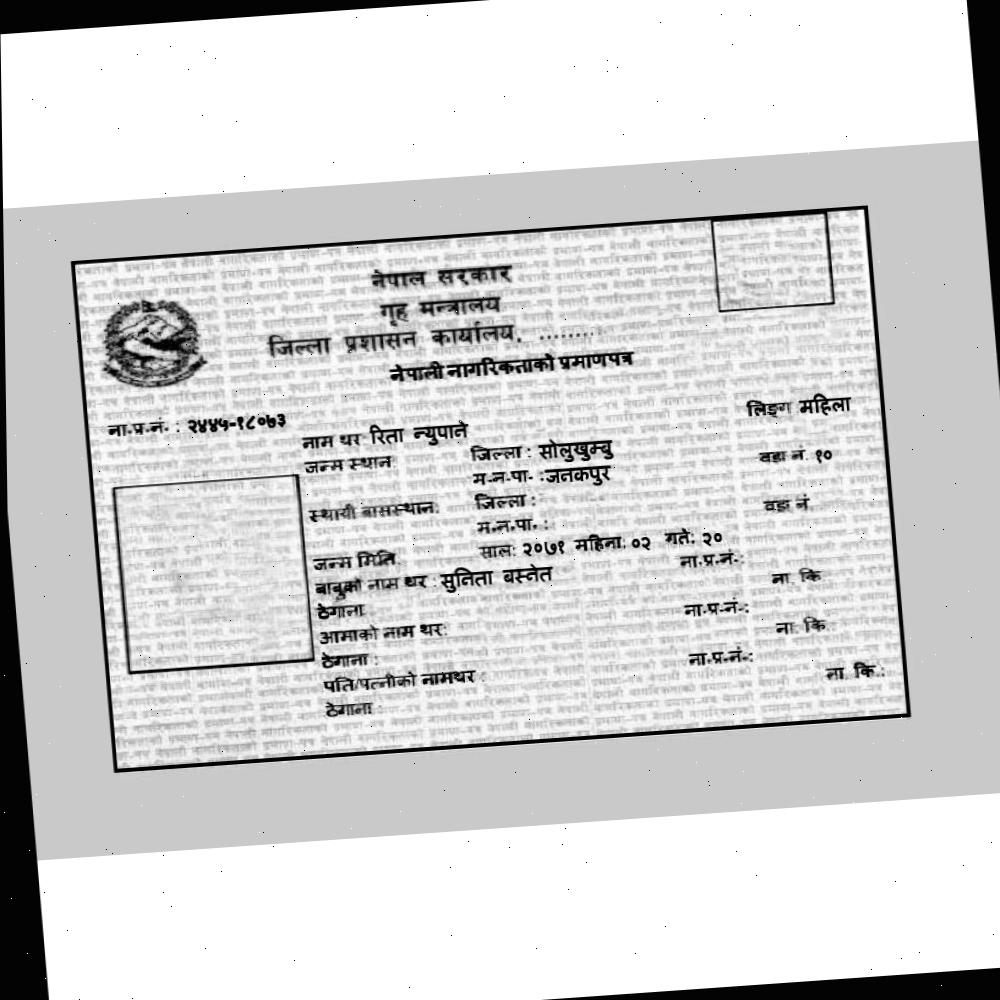 नेपाल सरकार
गृह मन्त्रालय
जिल्ला प्रशासन कार्यालय, ..........
नेपाली नागरिकताको प्रमाणपत्र
ना.प्र.नं. : २४४५-१८०७३
लिङ्ग महिला
नाम थर रिता न्युपाने
जन्म स्थान जिल्ला : सोलुखुम्बु
म.न.पा. : जनकपुर वडा नं. १०
स्थायी बासस्थान: जिल्ला :
म.न.पा. : वडा नं.
जन्म मिति साल: २०७१ महिना: ०२ गते: २०
बाबुको नाम थर : सुनिता बस्नेत ना.प्र.नं.:
ठेगाना ना. कि
आमाको नाम थर: ना.प्र.नं.:
ठेगाना : ना. कि.:
पति/पत्नीको नामथर : ना.प्र.नं.:
ठेगाना : ना. कि.: